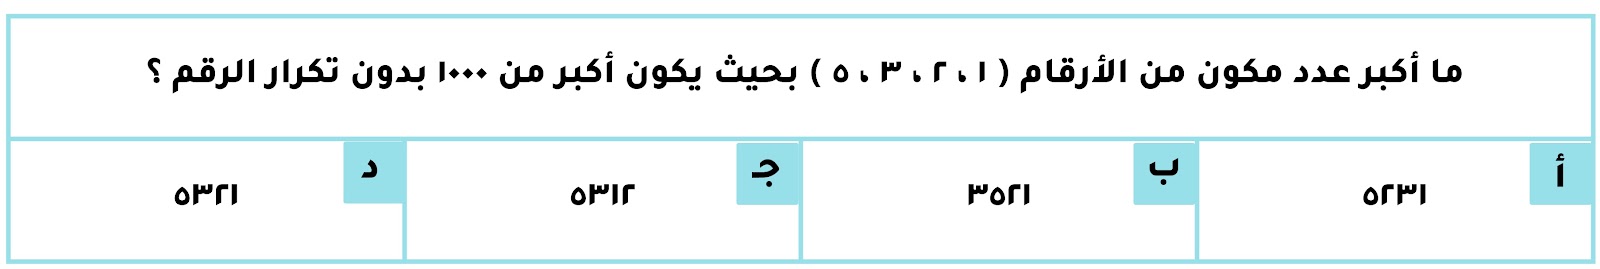 ما أكبر عدد مكون من الأرقام ( ١ ، ٢ ، ٣ ، ٥ ) بحيث يكون أكبر من ١٠٠٠ بدون تكرار الرقم ؟
أ
٥٢٣١
ب
٣٥٢١
جـ
٥٣١٢
د
٥٣٢١